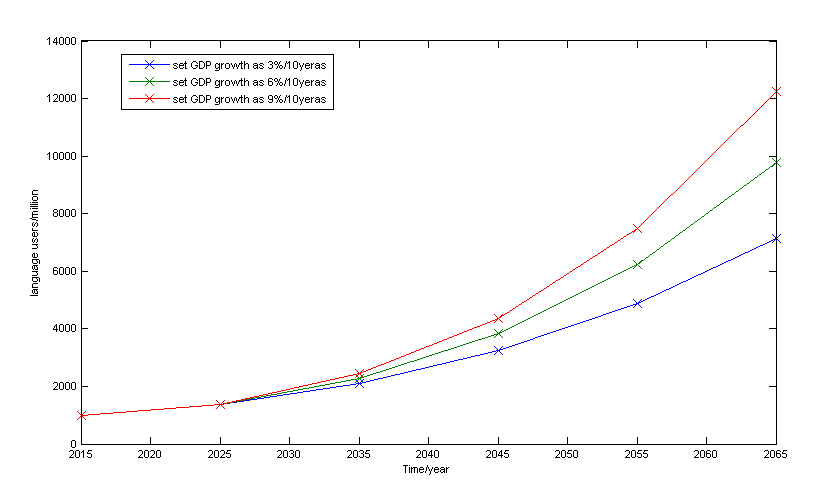 14000
12000
10000
8000
6000
4000
2000
0
language users/million
set GDP growth as 3%/10yeras
set GDP growth as 6%/10yeras
set GDP growth as 9%/10yeras
2015 2020 2025 2030 2035 2040 2045 2050 2055 2060 2065
Time/year